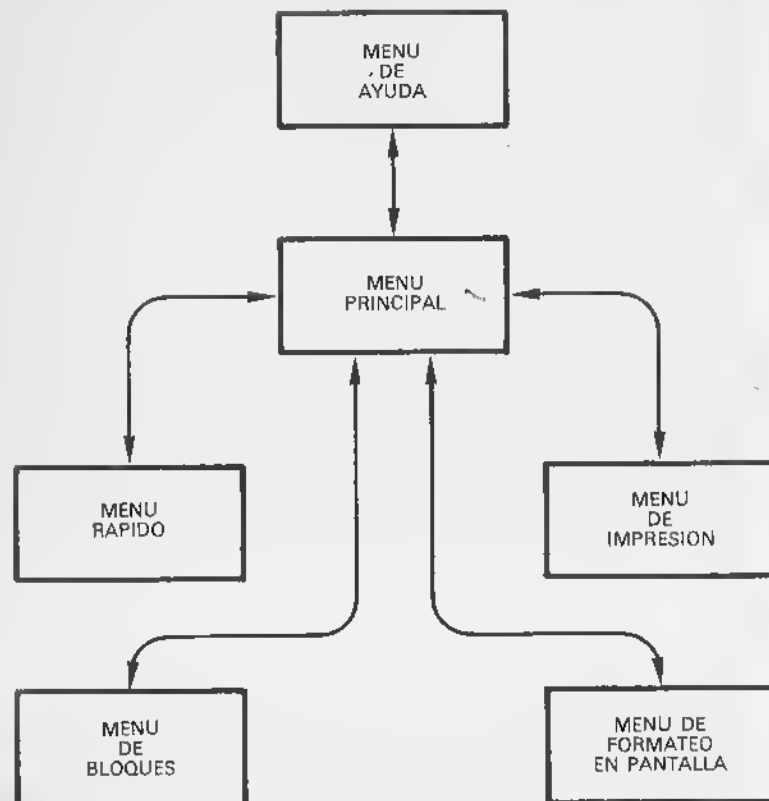 MENU
DE
AYUDA
MENU
PRINCIPAL
MENU
RAPIDO
MENU
DE
IMPRESION
MENU
DE
BLOQUES
MENU DE
FORMATEO
EN PANTALLA